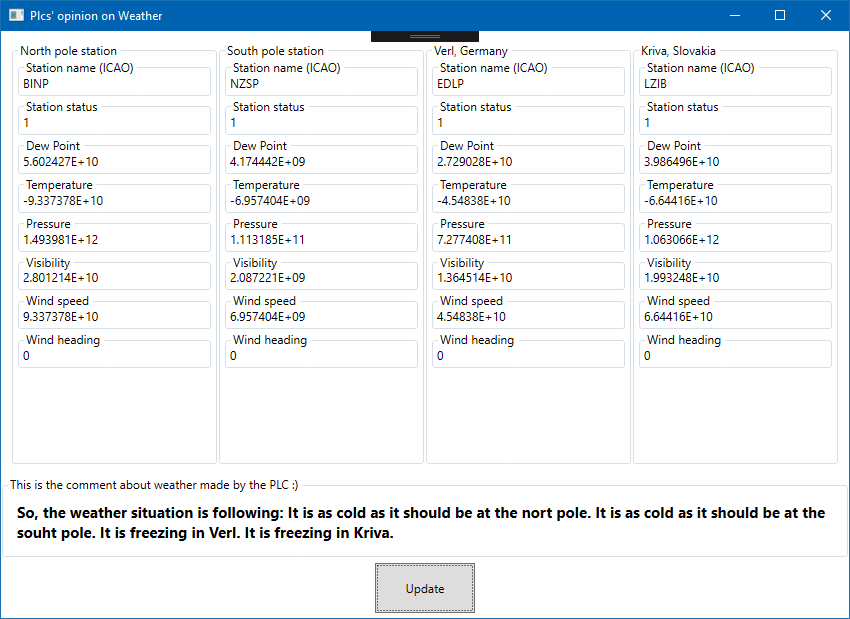 Plcs' opinion on Weather
North pole station
Station name (ICAO)
BINP
Station status
1
Dew Point
5.602427E+10
Temperature
-9.337378E+10
Pressure
1.493981E+12
Visibility
2.801214E+10
Wind speed
9.337378E+10
Wind heading
0
South pole station
Station name (ICAO)
NZSP
Station status
1
Dew Point
4.174442E+09
Temperature
-6.957404E+09
Pressure
1.113185E+11
Visibility
2.087221E+09
Wind speed
6.957404E+09
Wind heading
0
Verl, Germany
Station name (ICAO)
EDLP
Station status
1
Dew Point
2.729028E+10
Temperature
-4.54838E+10
Pressure
7.277408E+11
Visibility
1.364514E+10
Wind speed
4.54838E+10
Wind heading
0
Kriva, Slovakia
Station name (ICAO)
LZIB
Station status
1
Dew Point
3.986496E+10
Temperature
-6.64416E+10
Pressure
1.063066E+12
Visibility
1.993248E+10
Wind speed
6.64416E+10
Wind heading
0
This is the comment about weather made by the PLC :)
So, the weather situation is following: It is as cold as it should be at the nort pole. It is as cold as it should be at the
souht pole. It is freezing in Verl. It is freezing in Kriva.
Update